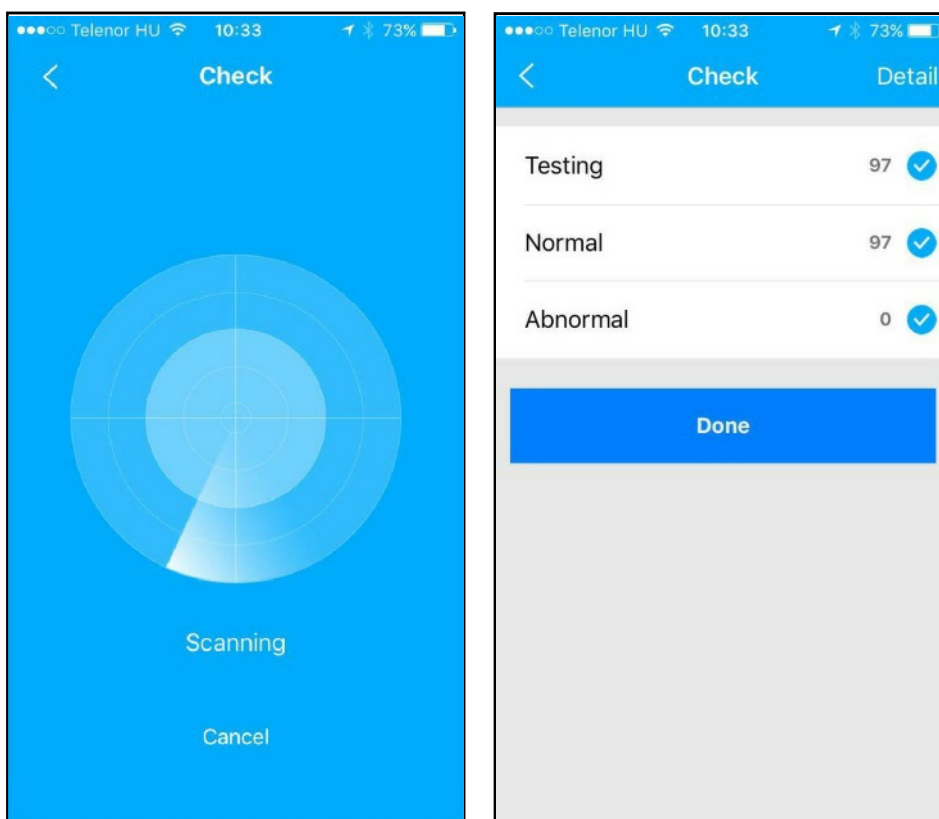 Telenor HU 10:33 73%
Check
Scanning
Cancel
Telenor HU 10:33 73%
Check Detail
Testing 97
Normal 97
Abnormal 0
Done